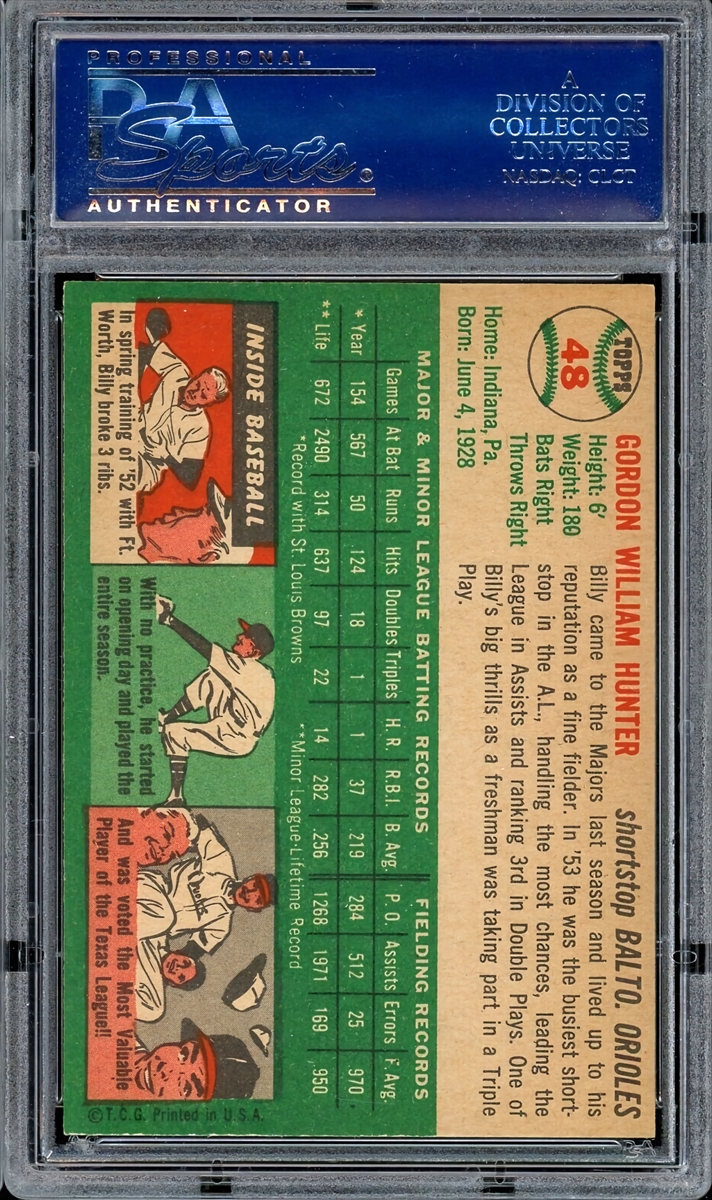 PROFESSIONAL
PSA
Sports®
AUTHENTICATOR
A
DIVISION OF
COLLECTORS
UNIVERSE
NASDAQ: CLCT
TOPPS
48
GORDON WILLIAM HUNTER shortstop BALTO. ORIOLES
Height: 6'
Weight: 180
Bats Right
Throws Right
Home: Indiana, Pa.
Born: June 4, 1928
Billy came to the Majors last season and lived up to his
reputation as a fine fielder. In '53 he was the busiest short-
stop in the A.L., handling the most chances, leading the
League in Assists and ranking 3rd in Double Plays. One of
Billy's big thrills as a freshman was taking part in a Triple
Play.
MAJOR & MINOR LEAGUE BATTING RECORDS FIELDING RECORDS
Games At Bat Runs Hits Doubles Triples H. R. R.B.I. B. Avg. P. O. Assists Errors F. Avg.
* Year 154 567 50 .124 18 1 1 37 219 284 512 25 .970
** Life 672 2490 314 637 97 22 14 282 .256 1268 1971 169 .950
*Record with St. Louis Browns **Minor League-Lifetime Record
INSIDE BASEBALL
In spring training of '52 with Ft.
Worth, Billy broke 3 ribs.
With no practice, he started
on opening day and played the
entire season.
And was voted the Most Valuable
Player of the Texas League!!
©T.C.G. Printed in U.S.A.